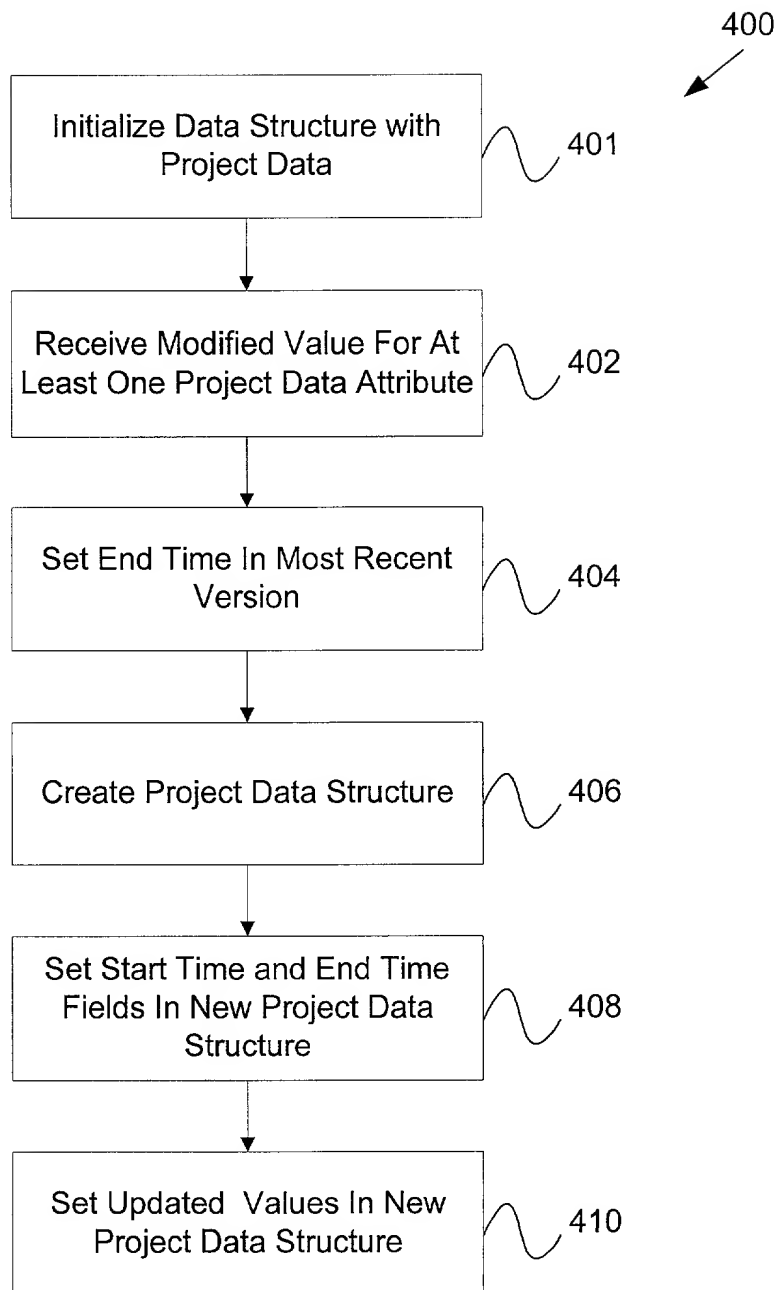 400
Initialize Data Structure with
Project Data
401
Receive Modified Value For At
Least One Project Data Attribute
402
Set End Time In Most Recent
Version
404
Create Project Data Structure
406
Set Start Time and End Time
Fields In New Project Data
Structure
408
Set Updated Values In New
Project Data Structure
410